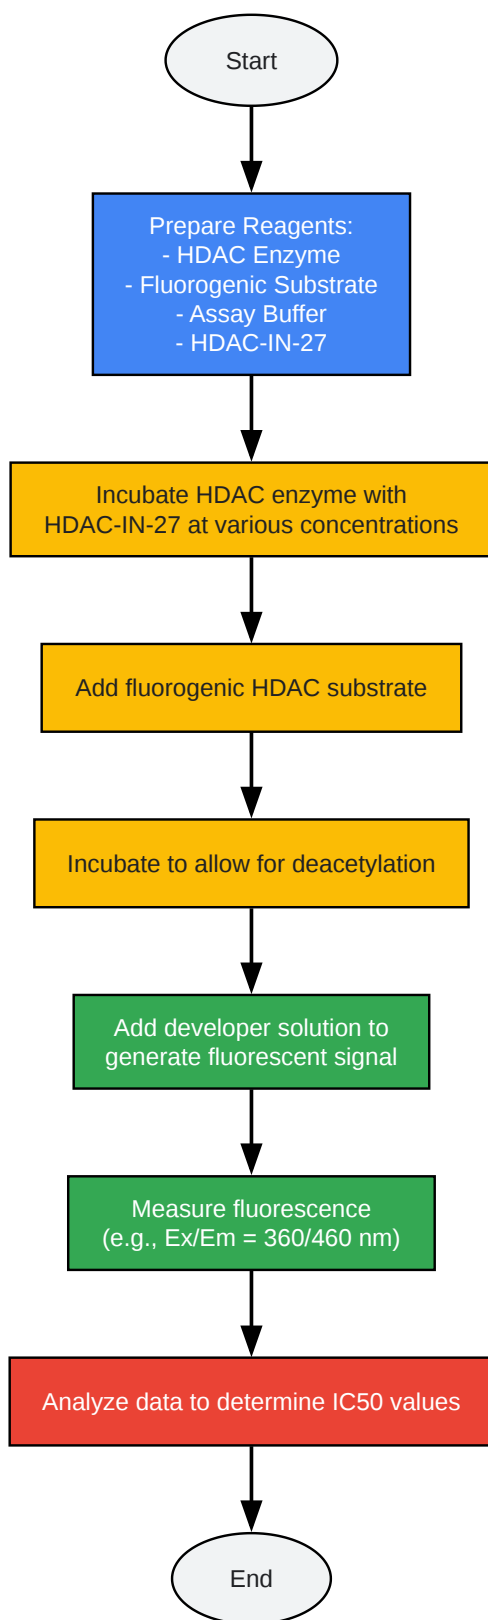 Start
Prepare Reagents:
- HDAC Enzyme
- Fluorogenic Substrate
- Assay Buffer
- HDAC-IN-27
Incubate HDAC enzyme with
HDAC-IN-27 at various concentrations
Add fluorogenic HDAC substrate
Incubate to allow for deacetylation
Add developer solution to
generate fluorescent signal
Measure fluorescence
(e.g., Ex/Em = 360/460 nm)
Analyze data to determine IC50 values
End